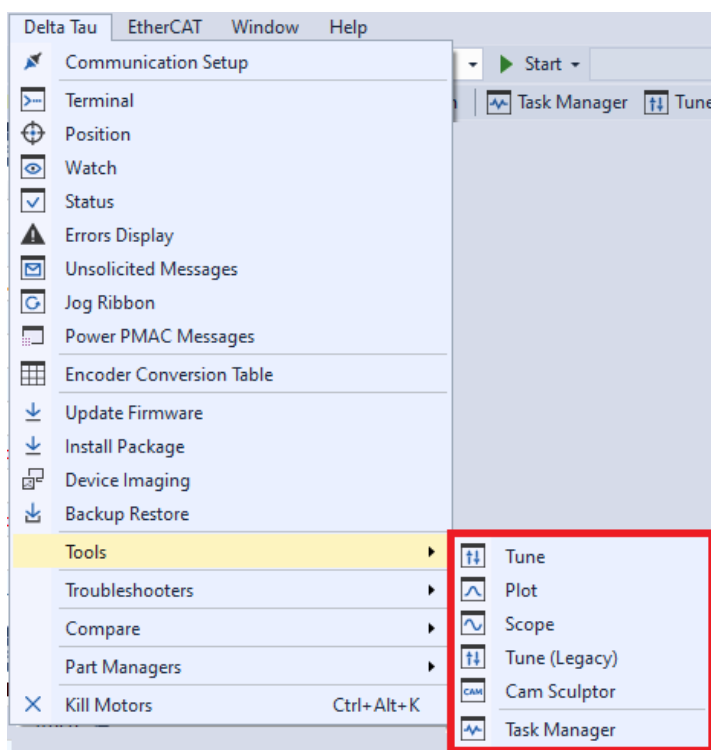 Delta Tau EtherCAT Window Help
Communication Setup
Start
Terminal
Task Manager
Position
Watch
Status
Errors Display
Unsolicited Messages
Jog Ribbon
Power PMAC Messages
Encoder Conversion Table
Update Firmware
Install Package
Device Imaging
Backup Restore
Tools
Troubleshooters
Compare
Part Managers
Kill Motors Ctrl+Alt+K
Tune
Plot
Scope
Tune (Legacy)
CAM Cam Sculptor
Task Manager